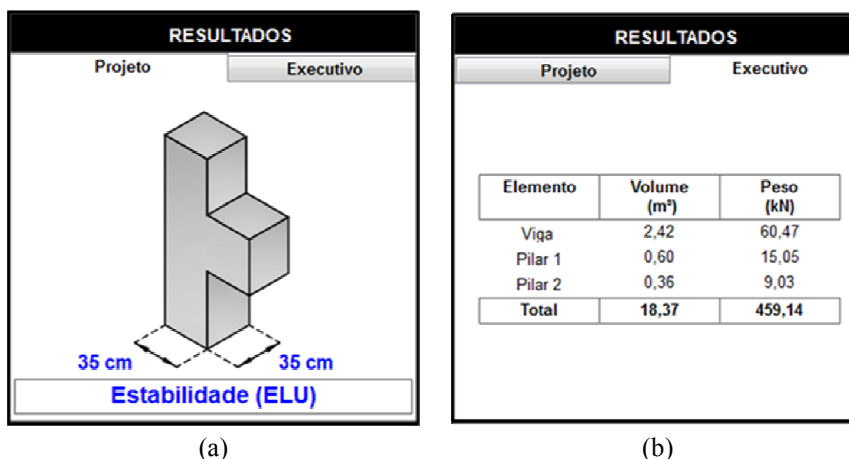 RESULTADOS
Projeto Executivo
35 cm 35 cm
Estabilidade (ELU)
(a)
RESULTADOS
Projeto Executivo
Elemento Volume (m³) Peso (kN)
Viga 2,42 60,47
Pilar 1 0,60 15,05
Pilar 2 0,36 9,03
Total 18,37 459,14
(b)